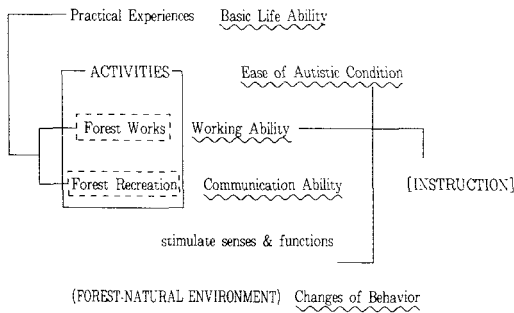 Practical Experiences Basic Life Ability
ACTIVITIES Ease of Autistic Condition
Forest Works Working Ability
Forest Recreation Communication Ability [INSTRUCTION]
stimulate senses & functions
(FOREST-NATURAL ENVIRONMENT) Changes of Behavior